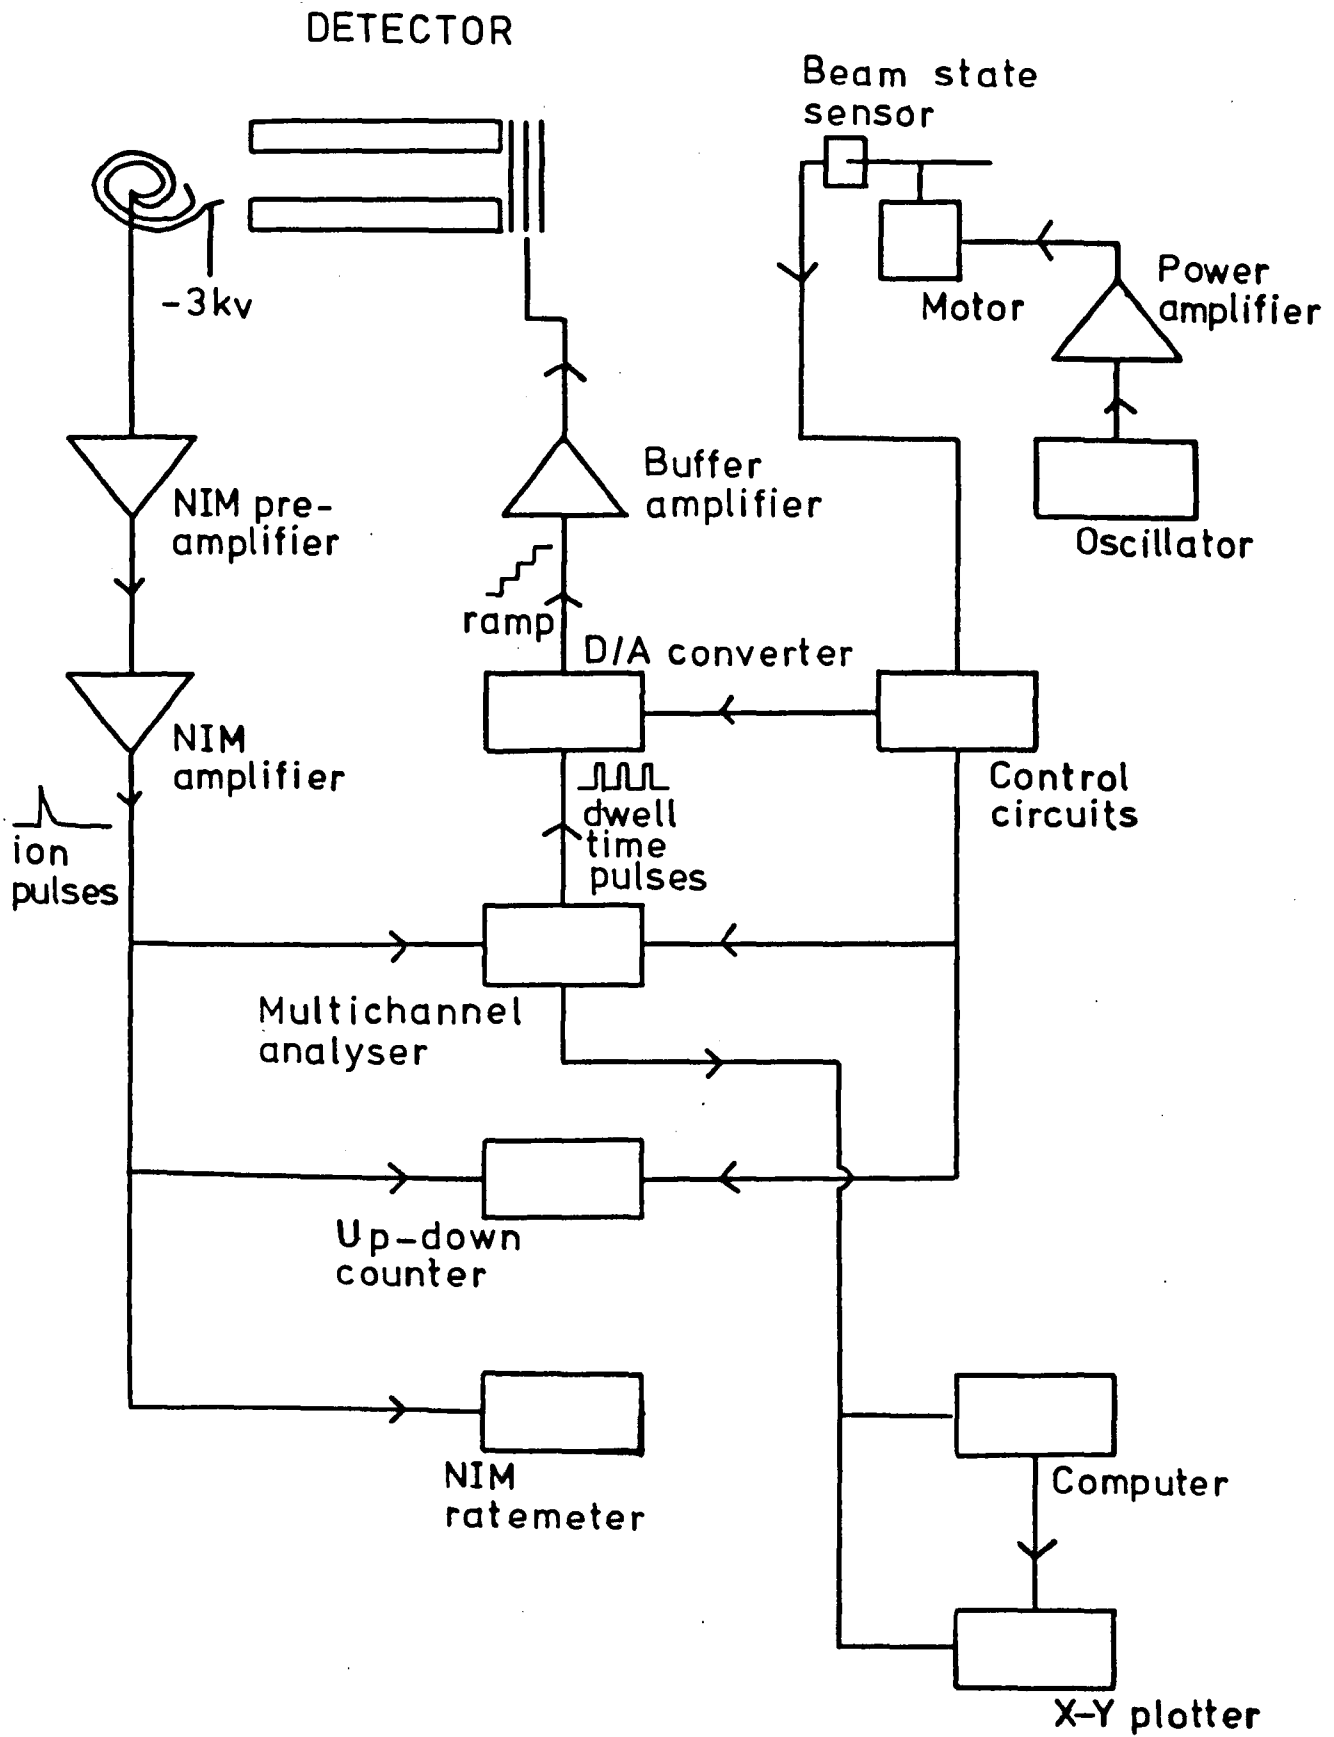 DETECTOR
Beam state
sensor
-3kv
Motor
Power
amplifier
NIM pre-
amplifier
Buffer
amplifier
Oscillator
ramp
D/A converter
NIM
amplifier
dwell
time
pulses
Control
circuits
ion
pulses
Multichannel
analyser
Up-down
counter
NIM
ratemeter
Computer
X-Y plotter